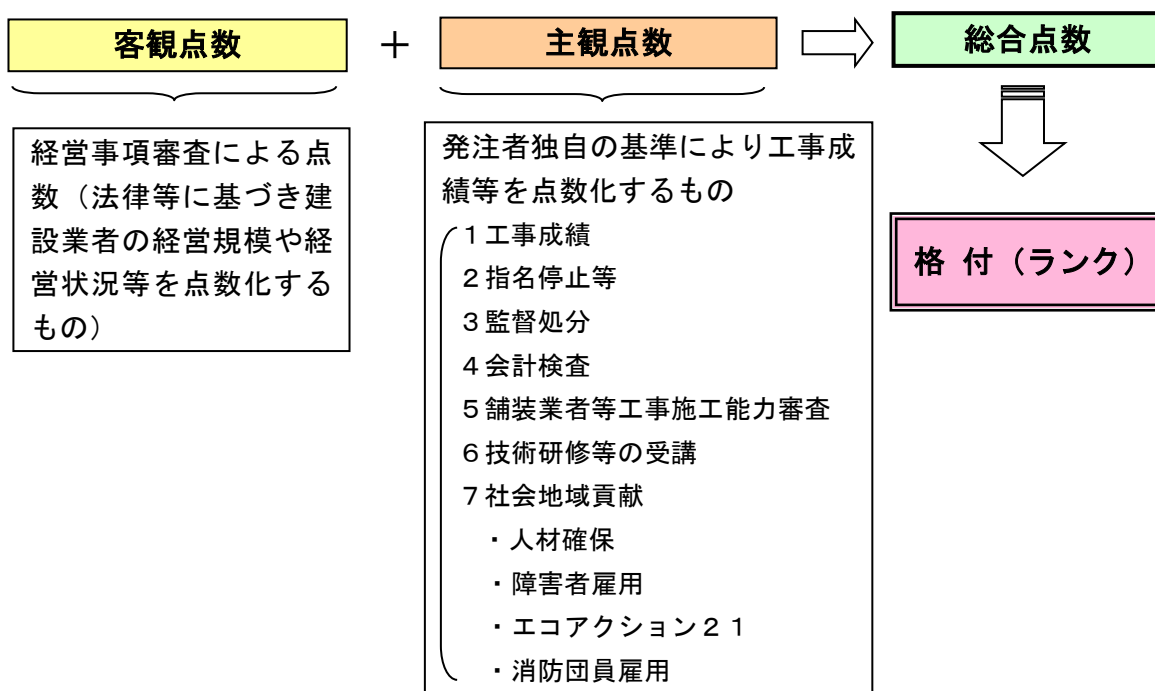 客観点数
＋
主観点数
総合点数
経営事項審査による点
数（法律等に基づき建
設業者の経営規模や経
営状況等を点数化する
もの）
発注者独自の基準により工事成
績等を点数化するもの
１工事成績
２指名停止等
３監督処分
４会計検査
５舗装業者等工事施工能力審査
６技術研修等の受講
７社会地域貢献
・人材確保
・障害者雇用
・エコアクション２１
・消防団員雇用
格 付（ランク）